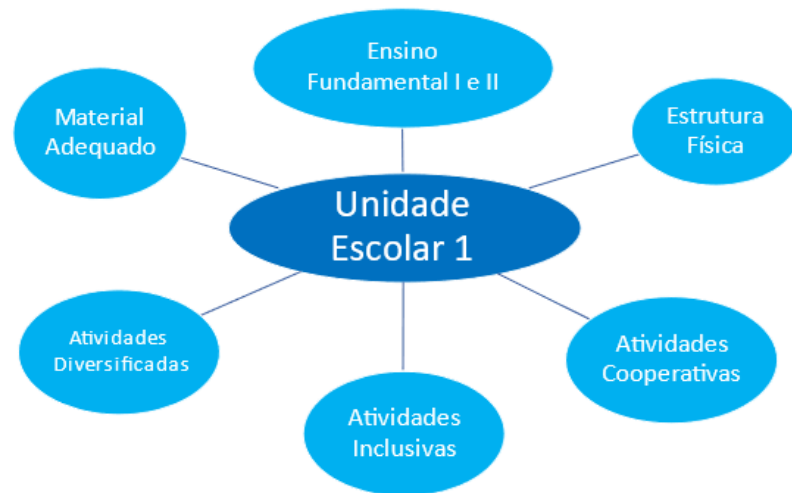 Ensino
Fundamental I e II
Material
Adequado
Estrutura
Física
Unidade
Escolar 1
Atividades
Diversificadas
Atividades
Cooperativas
Atividades
Inclusivas